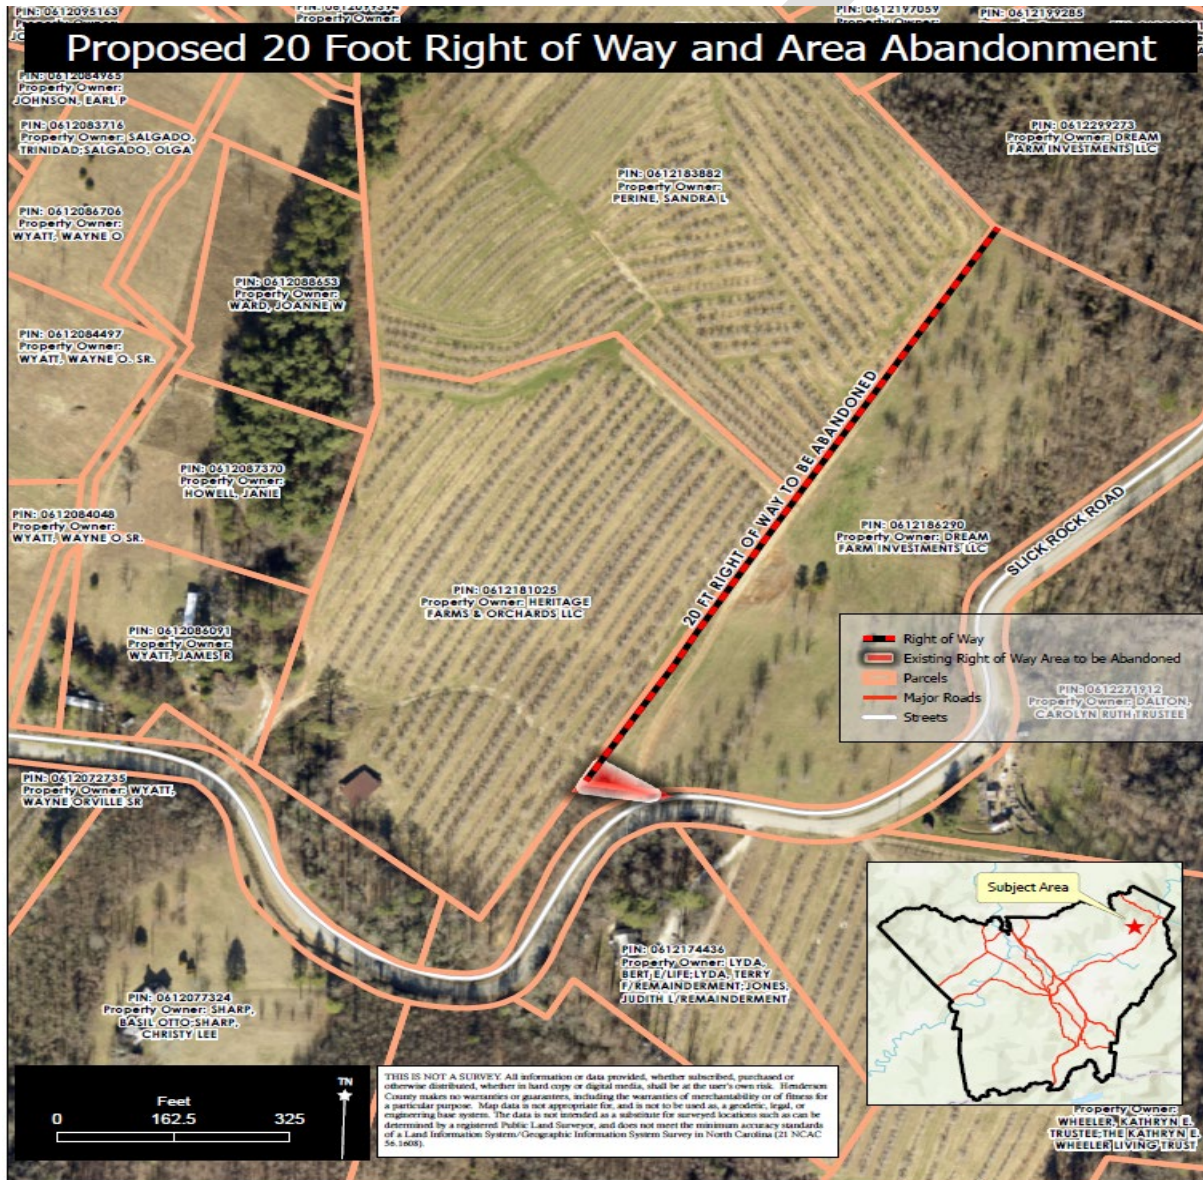 PIN: 0612095163
PIN: 0612197059
PIN: 0612199285
Proposed 20 Foot Right of Way and Area Abandonment
PIN: 0612084965
Property Owner:
JOHNSON, EARL P
PIN: 0612083716
Property Owner: SALGADO,
TRINIDAD;SALGADO, OLGA
PIN: 0612299273
Property Owner: DREAM
FARM INVESTMENTS LLC
PIN: 0612183882
Property Owner:
PERINE, SANDRA L
PIN: 0612086706
Property Owner:
WYATT, WAYNE O
PIN: 0612088653
Property Owner:
WARD, JOANNE W
PIN: 0612084497
Property Owner:
WYATT, WAYNE O. SR.
20 FT RIGHT OF WAY TO BE ABANDONED
PIN: 0612087370
Property Owner:
HOWELL, JANIE
PIN: 0612084048
Property Owner:
WYATT, WAYNE O SR.
PIN: 0612186290
Property Owner: DREAM
FARM INVESTMENTS LLC
SLICK ROCK ROAD
PIN: 0612181025
Property Owner: HERITAGE
FARMS & ORCHARDS LLC
PIN: 0612086091
Property Owner:
WYATT, JAMES R
Right of Way
Existing Right of Way Area to be Abandoned
Parcels
Major Roads
Streets
PIN: 0612271912
Property Owner: DALTON,
CAROLYN RUTH TRUSTEE
PIN: 0612072735
Property Owner: WYATT,
WAYNE ORVILLE SR
Subject Area
PIN: 0612174436
Property Owner: LYDA,
BERT E/LIFE;LYDA, TERRY
F/REMAINDERMENT;JONES,
JUDITH L/REMAINDERMENT
PIN: 0612077324
Property Owner: SHARP,
BASIL OTTO;SHARP,
CHRISTY LEE
Feet
0 162.5 325
TN
THIS IS NOT A SURVEY. All information or data provided, whether subscribed, purchased or
otherwise distributed, whether in hard copy or digital media, shall be at the user's own risk. Henderson
County makes no warranties or guarantees, including the warranties of merchantability or of fitness for
a particular purpose. Map data is not appropriate for, and is not to be used as, a geodetic, legal, or
engineering base system. The data is not intended as a substitute for surveyed locations such as can be
determined by a registered Public Land Surveyor, and does not meet the minimum accuracy standards
of a Land Information System/Geographic Information System Survey in North Carolina (21 NCAC
56.1608).
Property Owner:
WHEELER, KATHRYN E.
TRUSTEE;THE KATHRYN E.
WHEELER LIVING TRUST